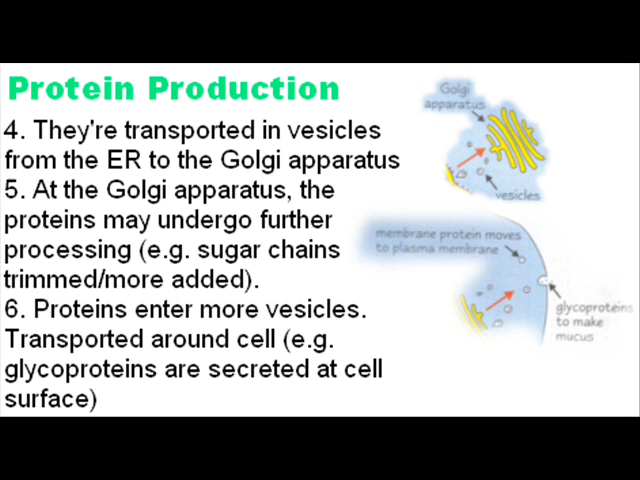 Protein Production
4. They're transported in vesicles
from the ER to the Golgi apparatus
5. At the Golgi apparatus, the
proteins may undergo further
processing (e.g. sugar chains
trimmed/more added).
6. Proteins enter more vesicles.
Transported around cell (e.g.
glycoproteins are secreted at cell
surface)
Golgi
apparatus
vesicles
membrane protein moves
to plasma membrane
glycoproteins
to make
mucus